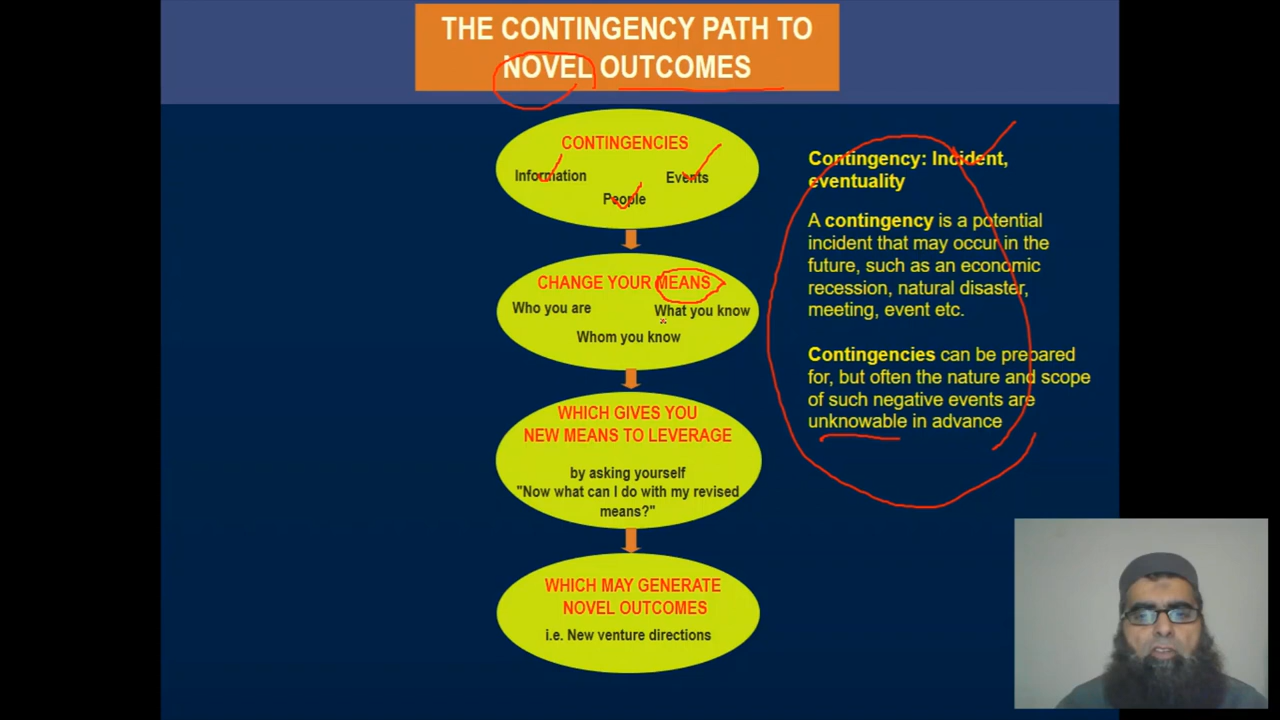 THE CONTINGENCY PATH TO
NOVEL OUTCOMES
CONTINGENCIES
Information
Events
People
CHANGE YOUR MEANS
Who you are
What you know
Whom you know
WHICH GIVES YOU
NEW MEANS TO LEVERAGE
by asking yourself
"Now what can I do with my revised
means?"
WHICH MAY GENERATE
NOVEL OUTCOMES
i.e. New venture directions
Contingency: Incident,
eventuality
A contingency is a potential
incident that may occur in the
future, such as an economic
recession, natural disaster,
meeting, event etc.
Contingencies can be prepared
for, but often the nature and scope
of such negative events are
unknowable in advance